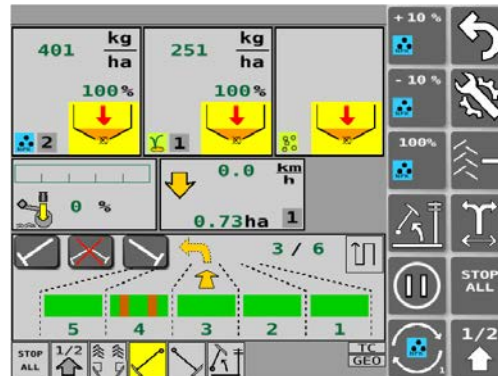 401 kg/ha
100%
2
251 kg/ha
100%
1
0 %
0.0 km/h
0.73ha 1
3 / 6
5 4 3 2 1
STOP ALL
1/2
TC
GEO
+ 10 %
- 10 %
100%
STOP ALL
1
1/2